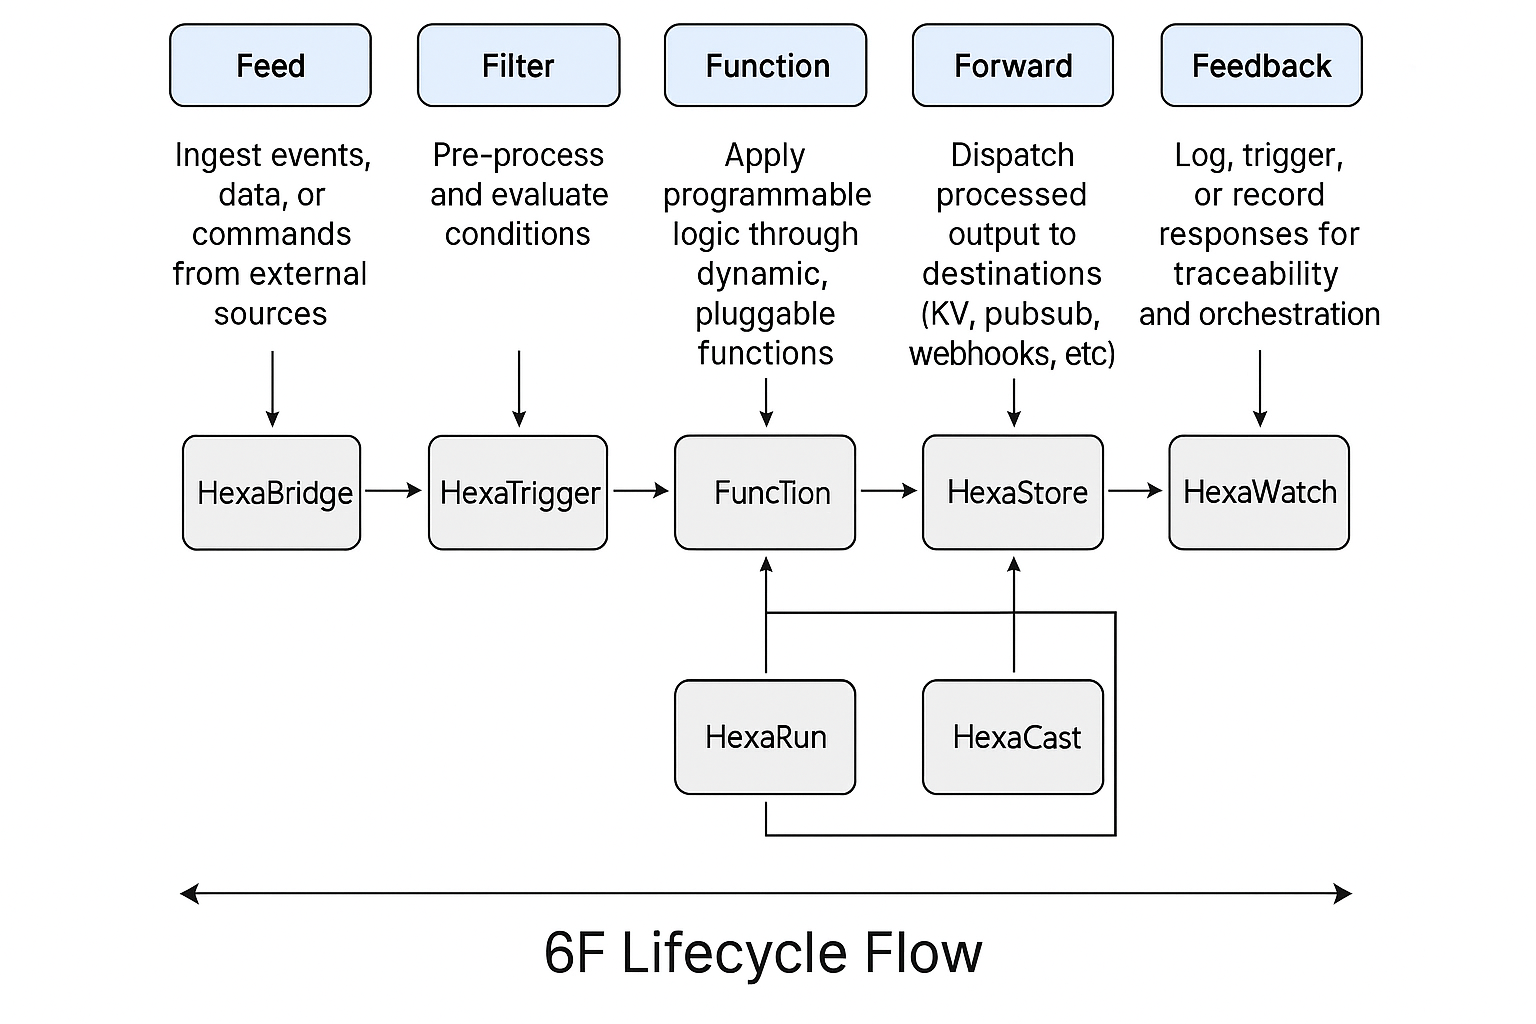 Feed
Filter
Function
Forward
Feedback
Ingest events,
data, or
commands
from external
sources
Pre-process
and evaluate
conditions
Apply
programmable
logic through
dynamic,
pluggable
functions
Dispatch
processed
output to
destinations
(KV, pubsub,
webhooks, etc)
Log, trigger,
or record
responses for
traceability
and orchestration
HexaBridge
HexaTrigger
FuncTion
HexaStore
HexaWatch
HexaRun
HexaCast
6F Lifecycle Flow